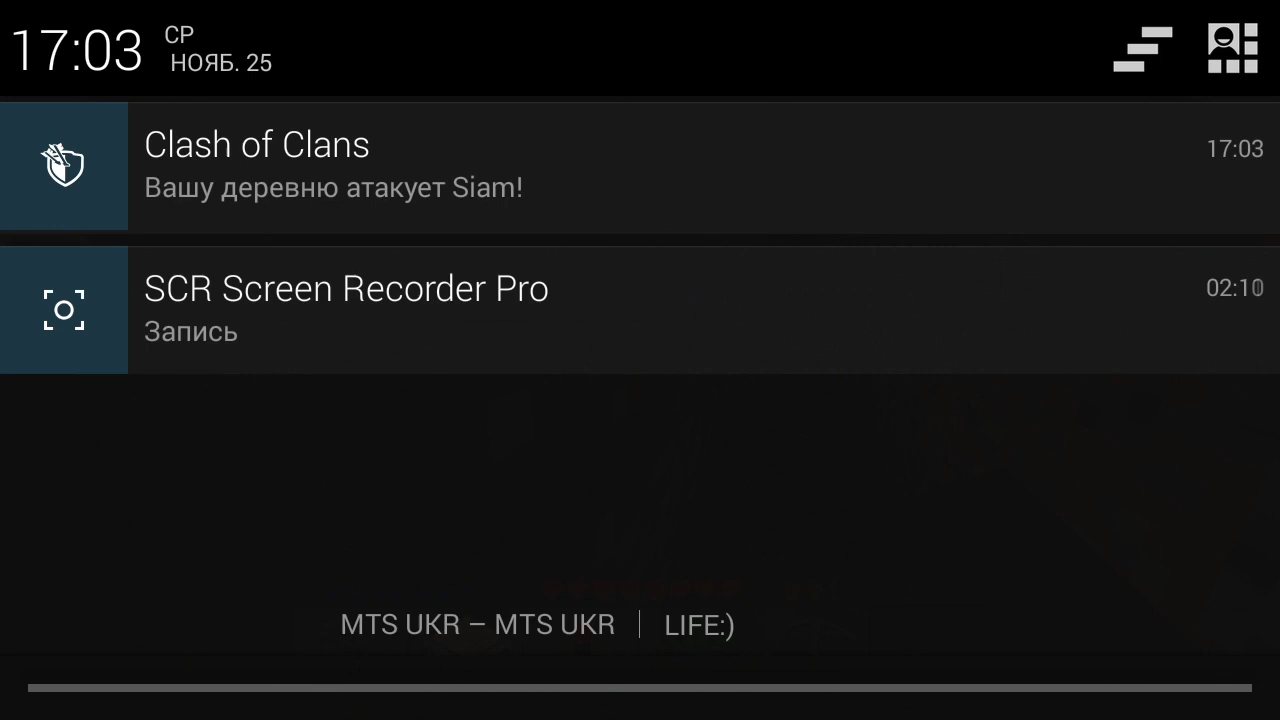 17:03
СР
НОЯБ. 25
Clash of Clans
17:03
Вашу деревню атакует Siam!
SCR Screen Recorder Pro
02:10
Запись
MTS UKR – MTS UKR | LIFE:)